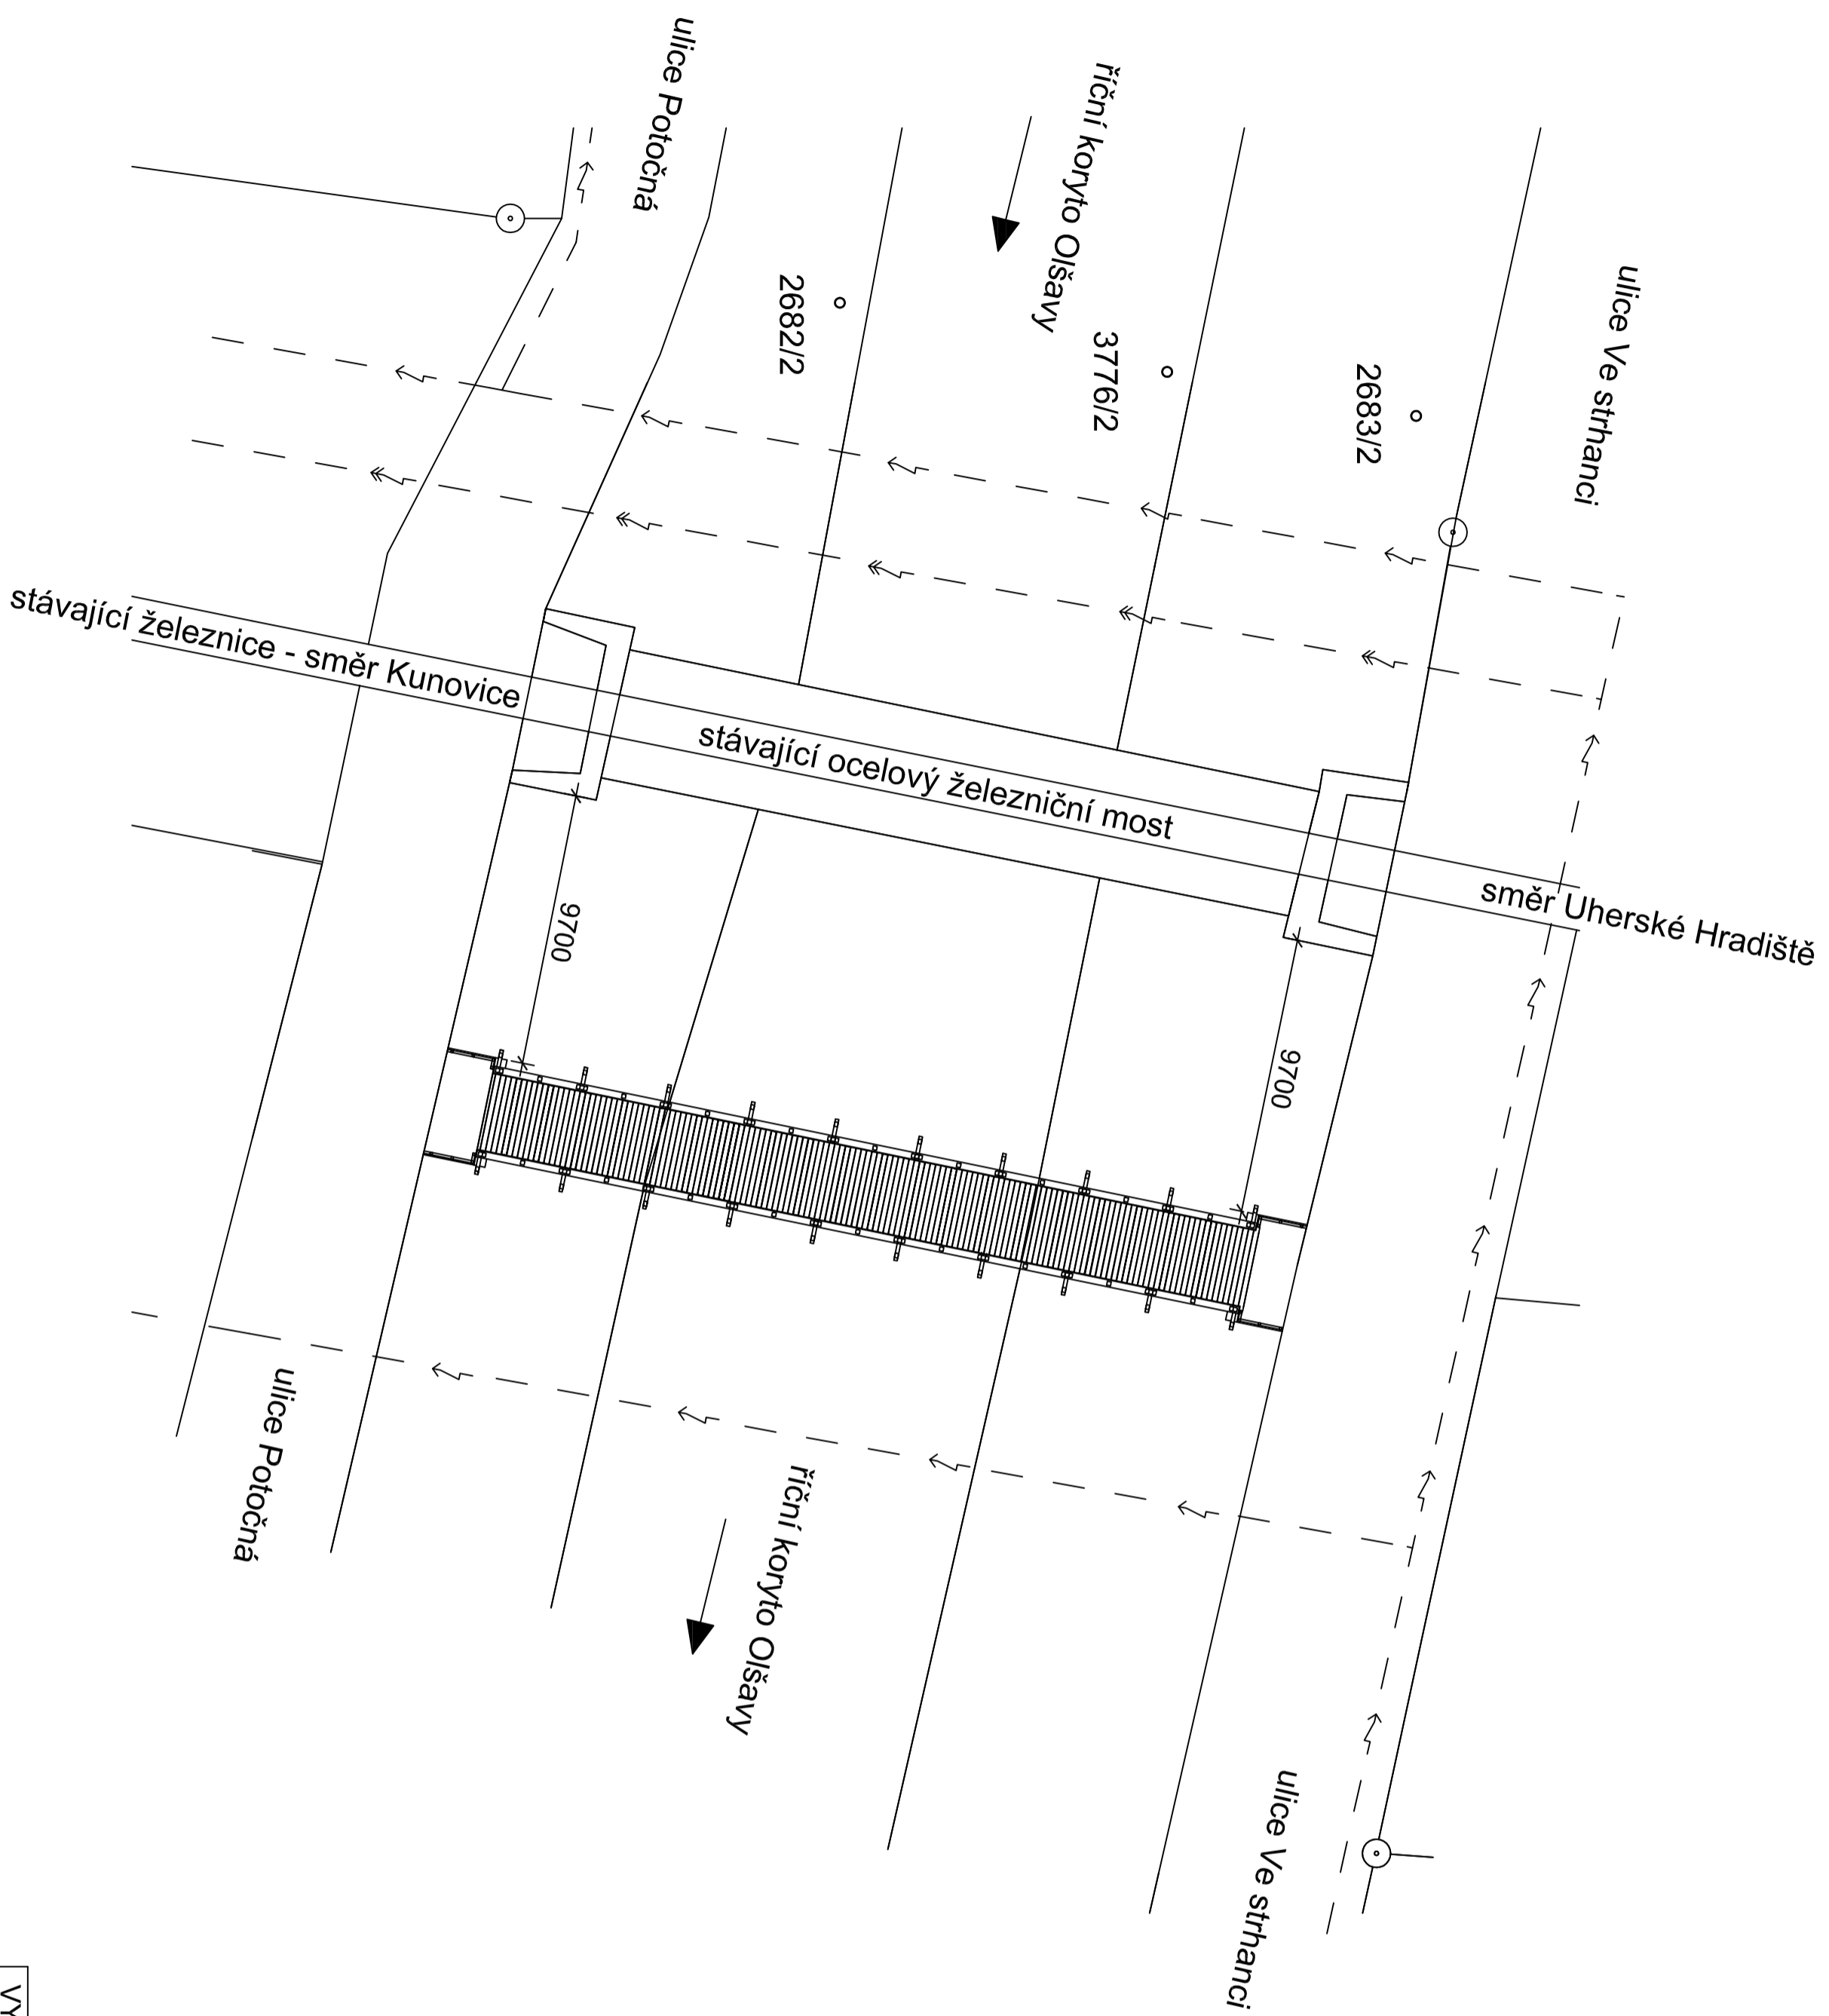 ulice Potočná
říční koryto Olšavy
ulice Ve strhanci
2682/2
3776/2
2683/2
stávající železnice - směr Kunovice
stávající ocelový železniční most
směr Uherské Hradiště
9700
9700
ulice Potočná
říční koryto Olšavy
ulice Ve strhanci
VY